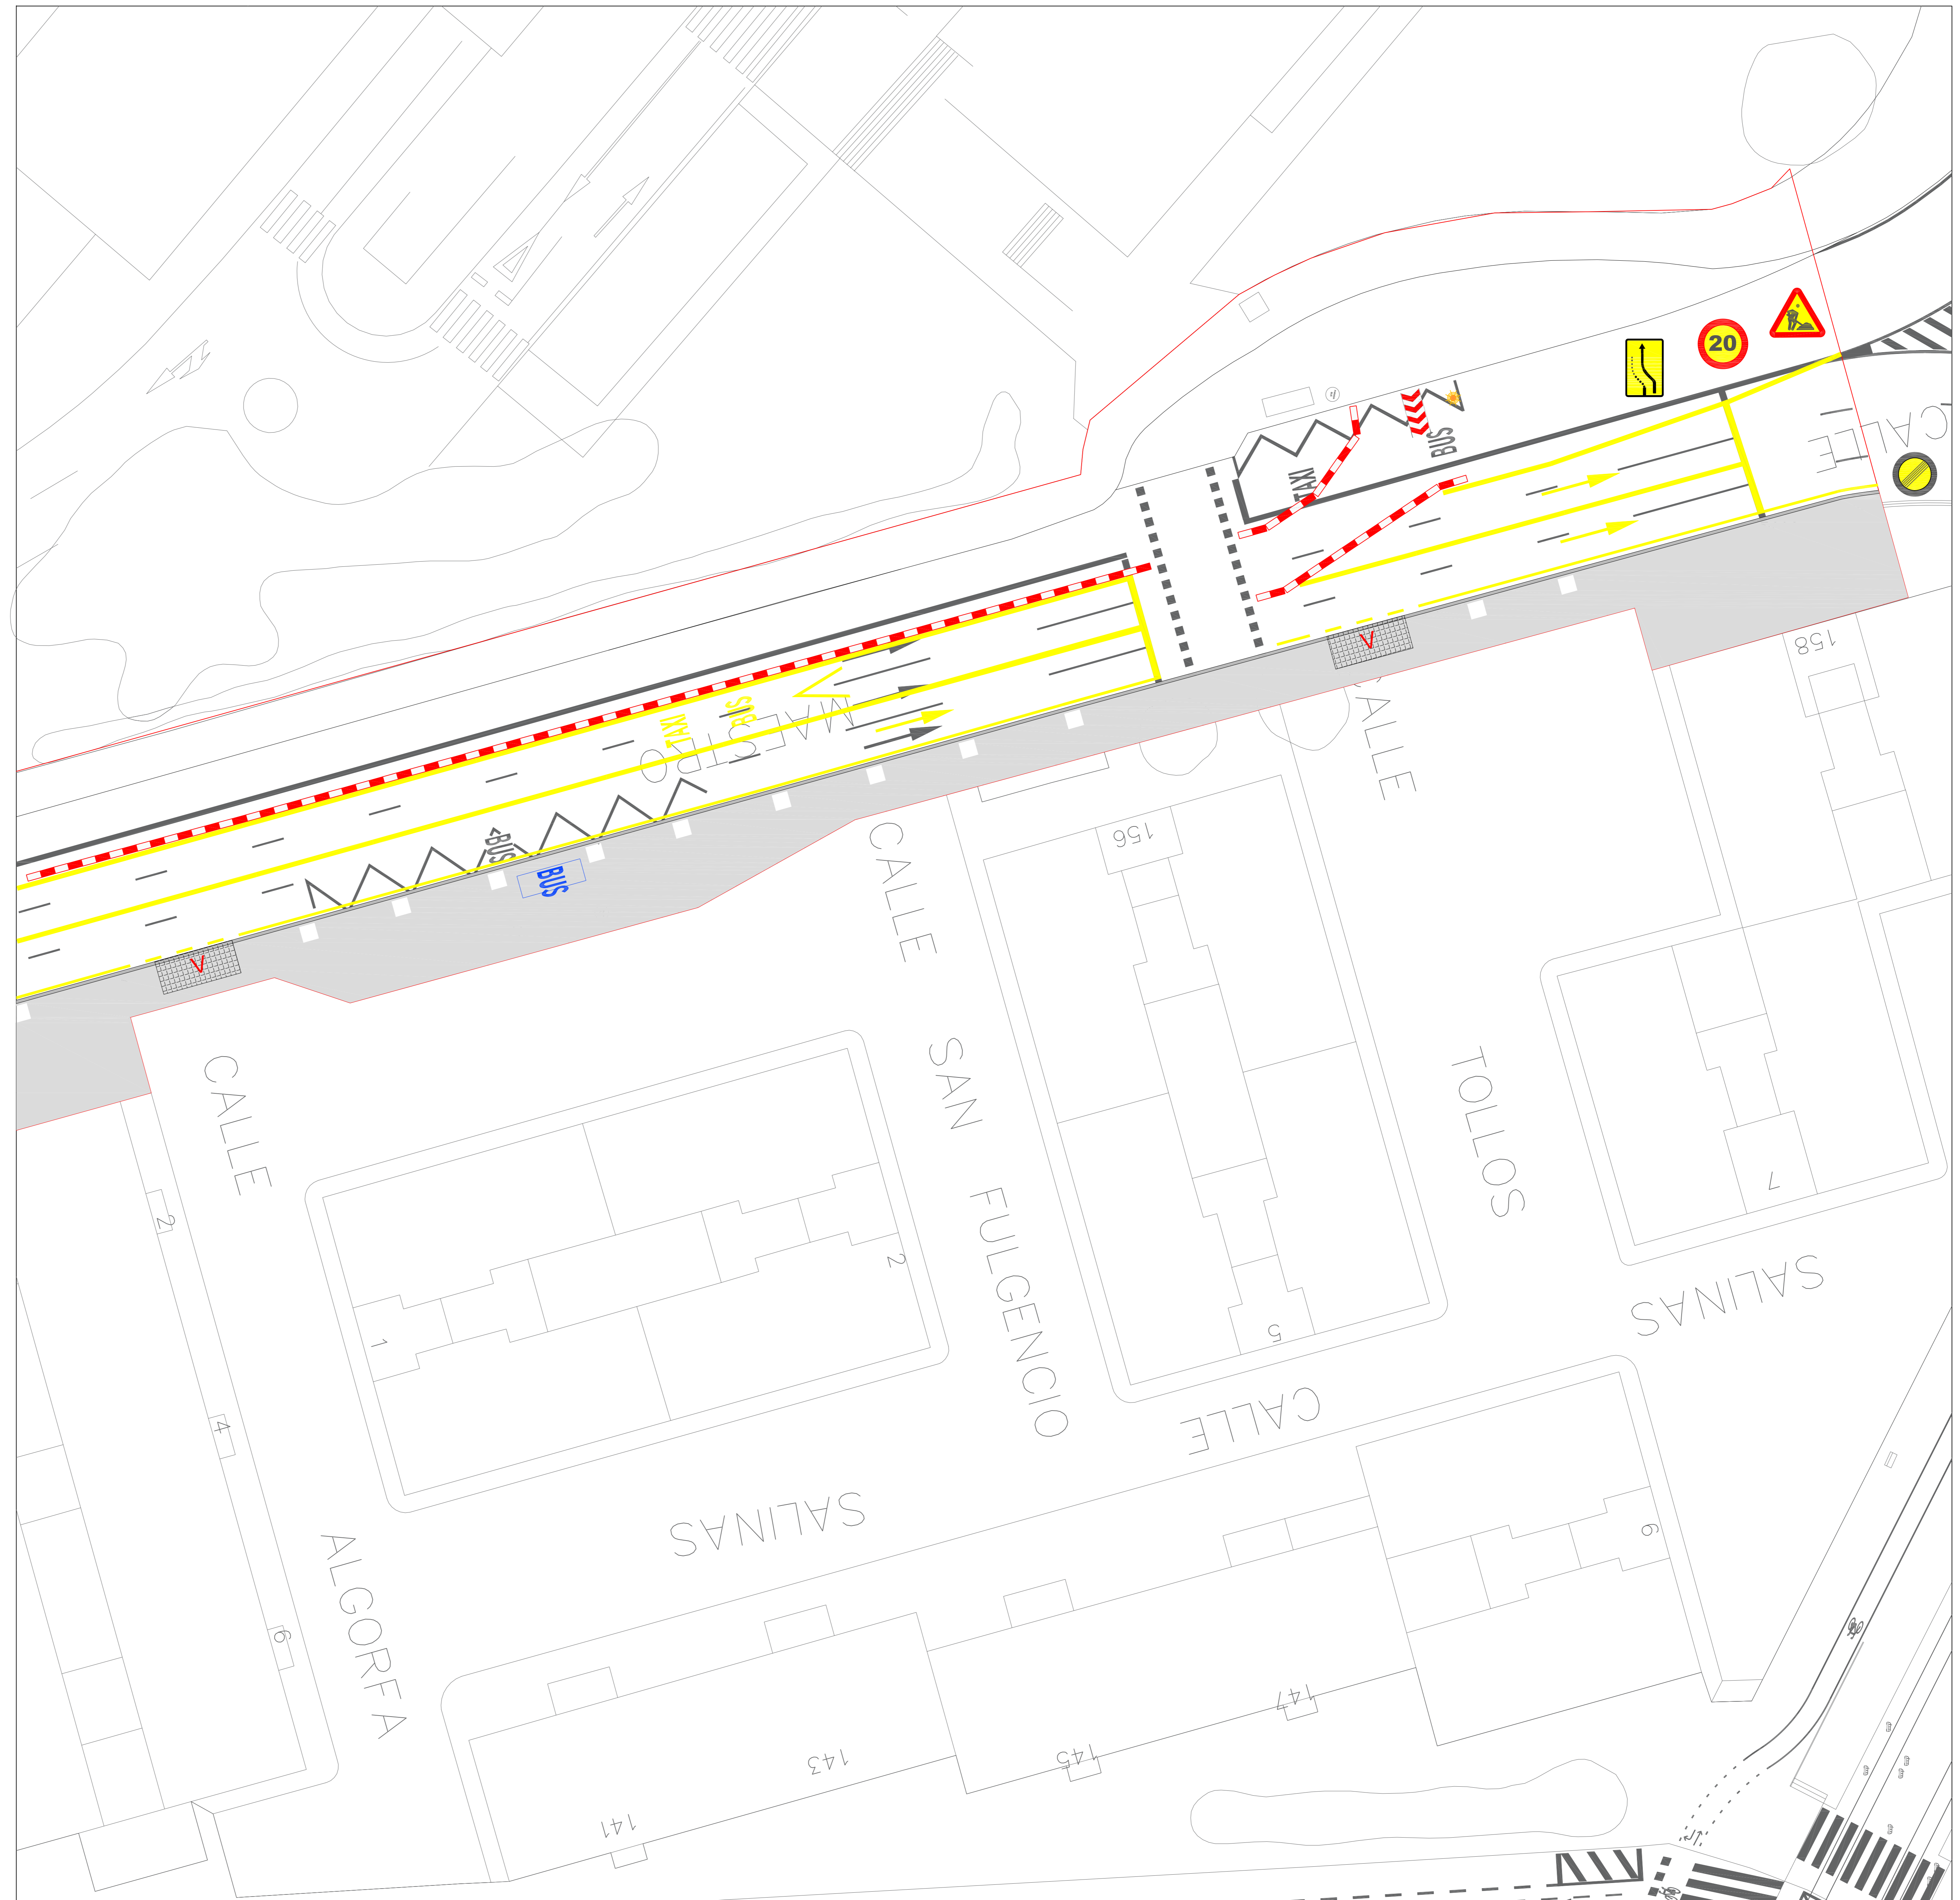 20
BUS
TAXI
CALLE
158
V
TAXI
BUS
MAESTRO
CALLE
BUS
BUS
156
CALLE
SAN
FULGENCIO
V
CALLE
ALGORFA
TOLLOS
2
4
6
1
2
5
7
SALINAS
CALLE
SALINAS
6
147
145
143
141